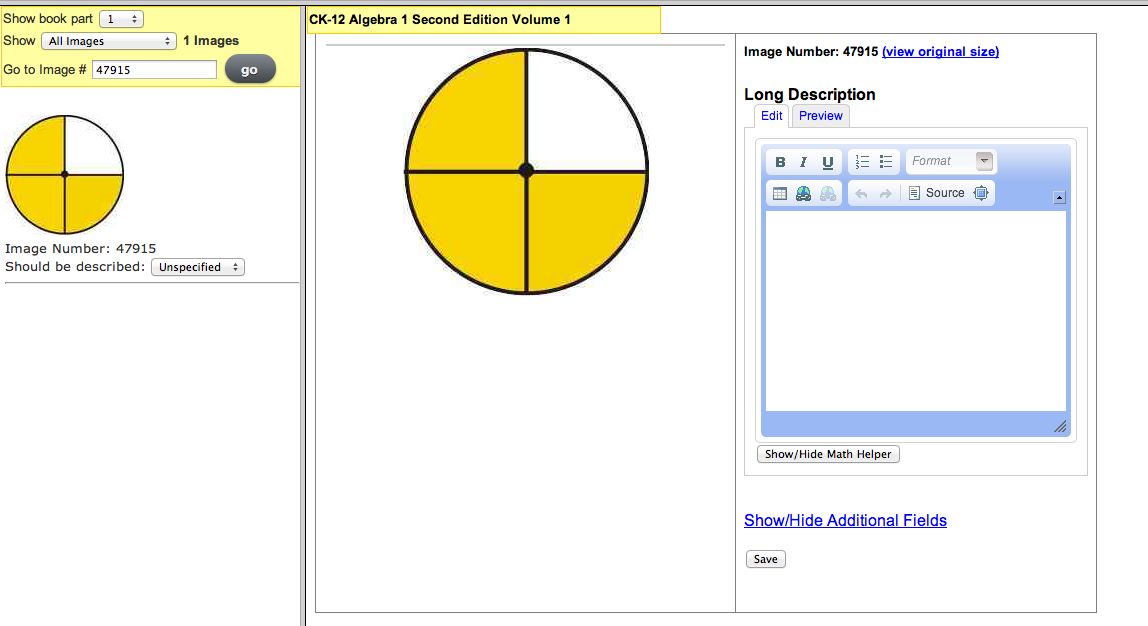 Show book part 1
Show All Images 1 Images
Go to Image # 47915 go
Image Number: 47915
Should be described: Unspecified
CK-12 Algebra 1 Second Edition Volume 1
Image Number: 47915 (view original size)
Long Description
Edit Preview
B I U Format
Source
Show/Hide Math Helper
Show/Hide Additional Fields
Save